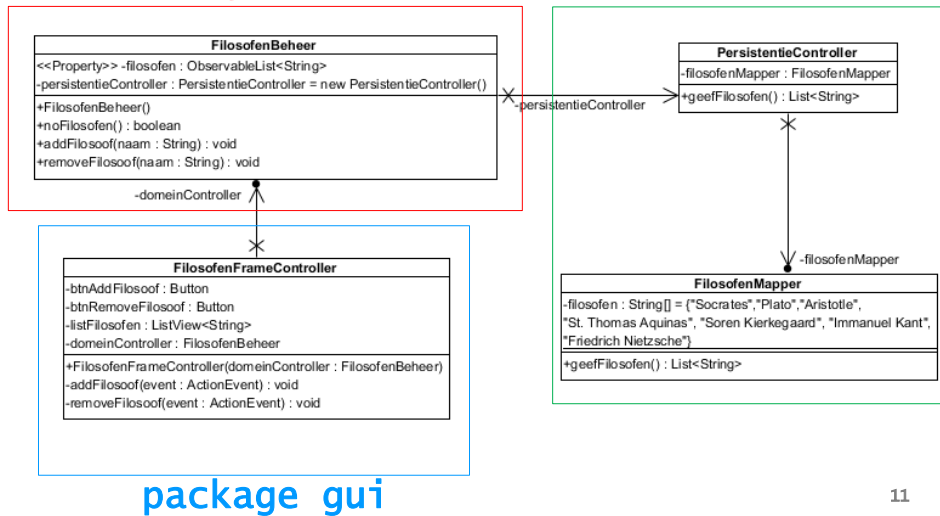 FilosofenBeheer
<<Property>> -filosofen : ObservableList<String>
-persistentieController : PersistentieController = new PersistentieController()
+FilosofenBeheer()
+noFilosofen() : boolean
+addFilosoof(naam : String) : void
+removeFilosoof(naam : String) : void
-persistentieController
PersistentieController
-filosofenMapper : FilosofenMapper
+geefFilosofen() : List<String>
-domeinController
-filosofenMapper
FilosofenFrameController
-btnAddFilosoof : Button
-btnRemoveFilosoof : Button
-listFilosofen : ListView<String>
-domeinController : FilosofenBeheer
+FilosofenFrameController(domeinController : FilosofenBeheer)
-addFilosoof(event : ActionEvent) : void
-removeFilosoof(event : ActionEvent) : void
FilosofenMapper
-filosofen : String[] = {"Socrates","Plato","Aristotle",
"St. Thomas Aquinas", "Soren Kierkegaard", "Immanuel Kant",
"Friedrich Nietzsche"}
+geefFilosofen() : List<String>
package gui
11